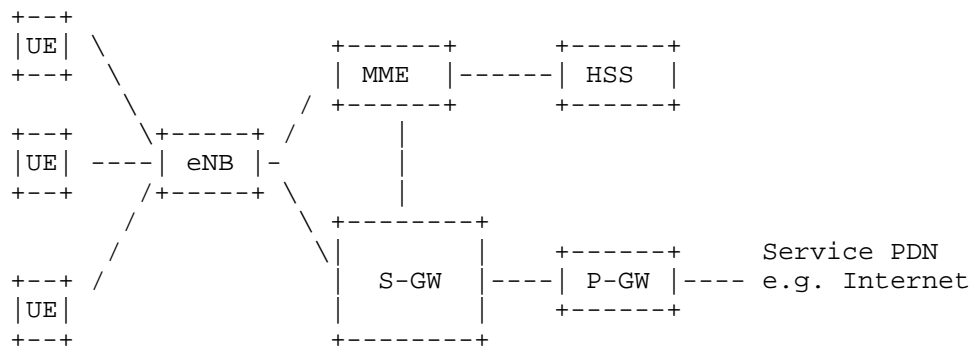 UE
MME HSS
UE eNB
Service PDN
S-GW P-GW e.g. Internet
UE